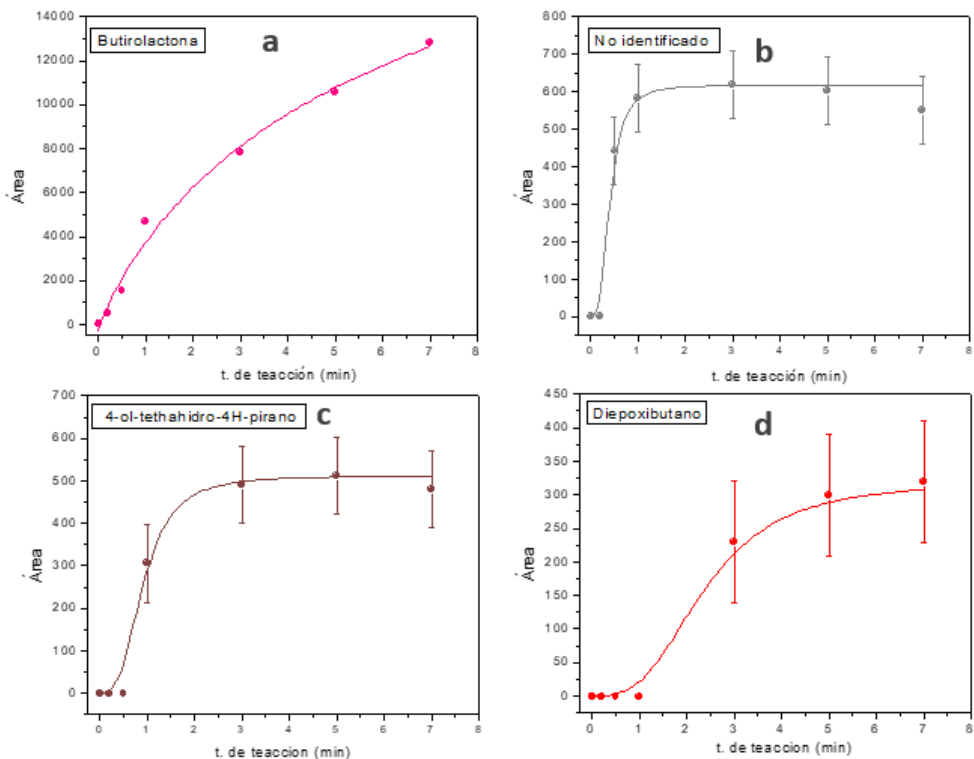 Butirolactona
a
14000
12000
10000
8000
6000
4000
2000
0
Área
0 1 2 3 4 5 6 7 8
t. de teacción (min)
No identificado
b
800
700
600
500
400
300
200
100
0
Área
0 1 2 3 4 5 6 7 8
t. de teacción (min)
4-ol-tethahidro-4H-pirano
c
700
600
500
400
300
200
100
0
Área
0 1 2 3 4 5 6 7 8
t. de teaccion (min)
Diepoxibutano
d
450
400
350
300
250
200
150
100
50
0
Área
0 1 2 3 4 5 6 7 8
t. de teaccion (min)